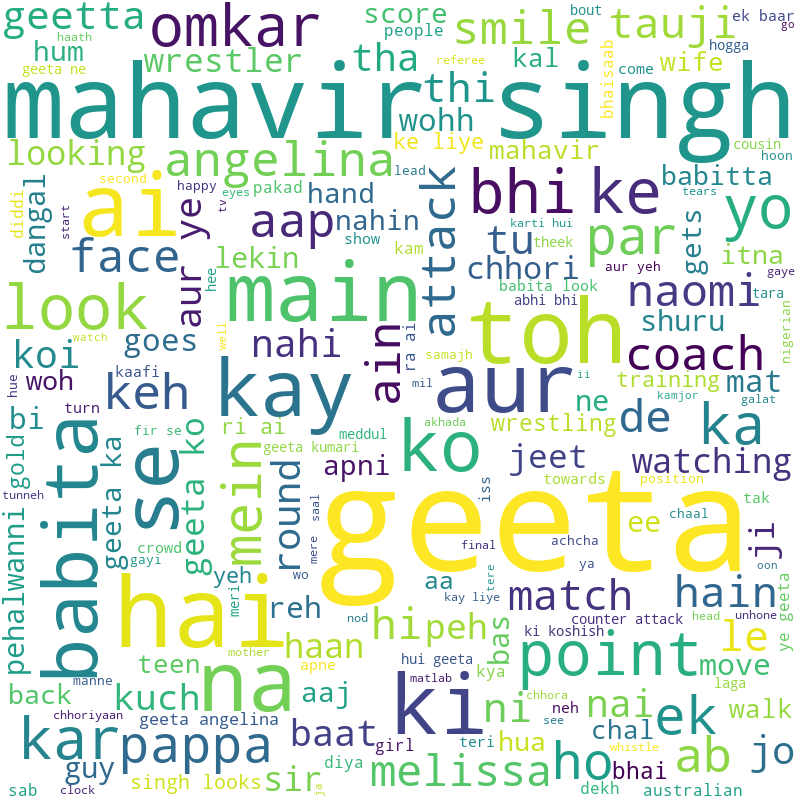 geetta
omkar
score
people
smile
bout
tauji
ek baar
go
haath
hum
geeta ne
wrestler
tha
referee
kal
wife
hogga
come
bhaisaab
mahavir singh
thi
wohh
looking
angelina
ke liye
mahavir
cousin
hoon
second
ai
happy
eyes
pakad
lead
hand
attack
bhi
ke
babitta
tears
yo
diddi
dangal
start
face
aur ye
tv
aap
nahin
show
tu
karti hui
theek
par
gets
itna
gaye
look
hee
lekin
kam
chhori
aur yeh
babita look
abhi bhi
naomi
tara
nigerian
main
toh
shuru
koi
goes
watch
well
nahi
ain
ra ai
samajh
mil
ii
kamjor
coach
hue
woh
kaafi
keh
kay
aur
training
mat
galat
bi
turn
fir se
ri ai
meddul
akhada
ne
wrestling
de
ka
gold
tunneh
babita
geeta ka
se
geeta ko
mein
geeta kumari
apni
ko
jeet
watching
pehalwanni
round
mere
saal
iss
geeta
towards
position
tak
chaal
crowd
gayi
yeh
wo
final
achcha
ee
ji
oon
hai
meri
reh
aa
tere
ya
kay liye
match
hain
unhone
mother
na
nod
haan
hipeh
bas
counter attack
head
le
ye geeta
teen
apne
hui geeta
ki koshish
point
move
back
manne
kuch
aaj
matlab
kya
chhora
laga
chhoriyaan
geeta angelina
ki
ni
neh
see
nai
ek
walk
kar
pappa
baat
girl
teri
hua
chal
whistle
ho
bhai
ab
jo
guy
singh looks
sir
diya
melissa
dekh
sab
clock
ja
australian